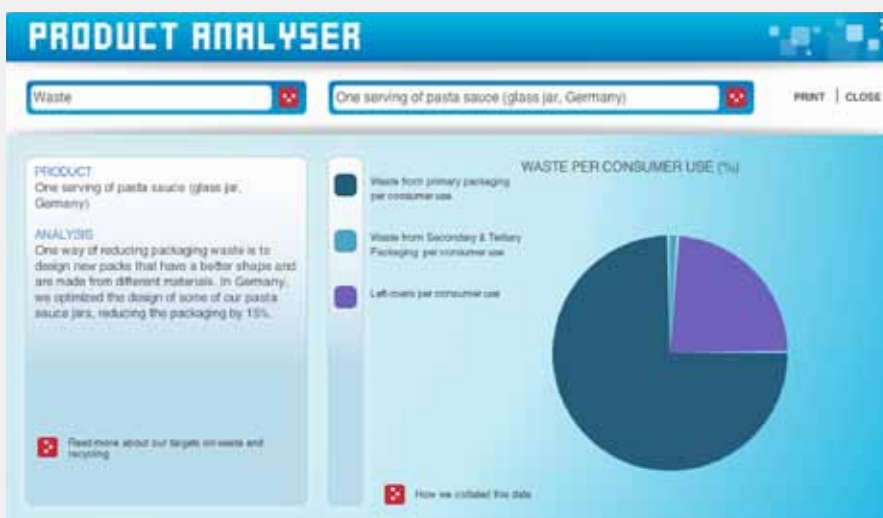 PRODUCT ANALYSER
Waste
One serving of pasta sauce (glass jar, Germany)
PRINT | CLOSE
PRODUCT
One serving of pasta sauce (glass jar,
Germany)
ANALYSIS
One way of reducing packaging waste is to
design new packs that have a better shape and
are made from different materials. In Germany,
we optimized the design of some of our pasta
sauce jars, reducing the packaging by 15%.
Read more about our targets on waste and
recycling
Waste from primary packaging
per consumer use
Waste from Secondary & Tertiary
Packaging per consumer use
Left-overs per consumer use
WASTE PER CONSUMER USE (%)
How we collated this data